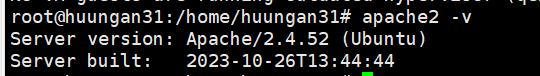 root@huungan31:/home/huungan31# apache2 -v
Server version: Apache/2.4.52 (Ubuntu)
Server built:   2023-10-26T13:44:44